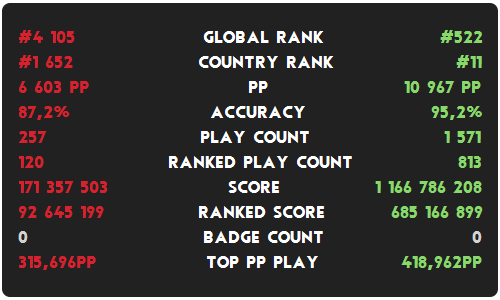 #4 105 GLOBAL RANK #522
#1 652 COUNTRY RANK #11
6 603 PP PP 10 967 PP
87,2% ACCURACY 95,2%
257 PLAY COUNT 1 571
120 RANKED PLAY COUNT 813
171 357 503 SCORE 1 166 786 208
92 645 199 RANKED SCORE 685 166 899
0 BADGE COUNT 0
315,696PP TOP PP PLAY 418,962PP